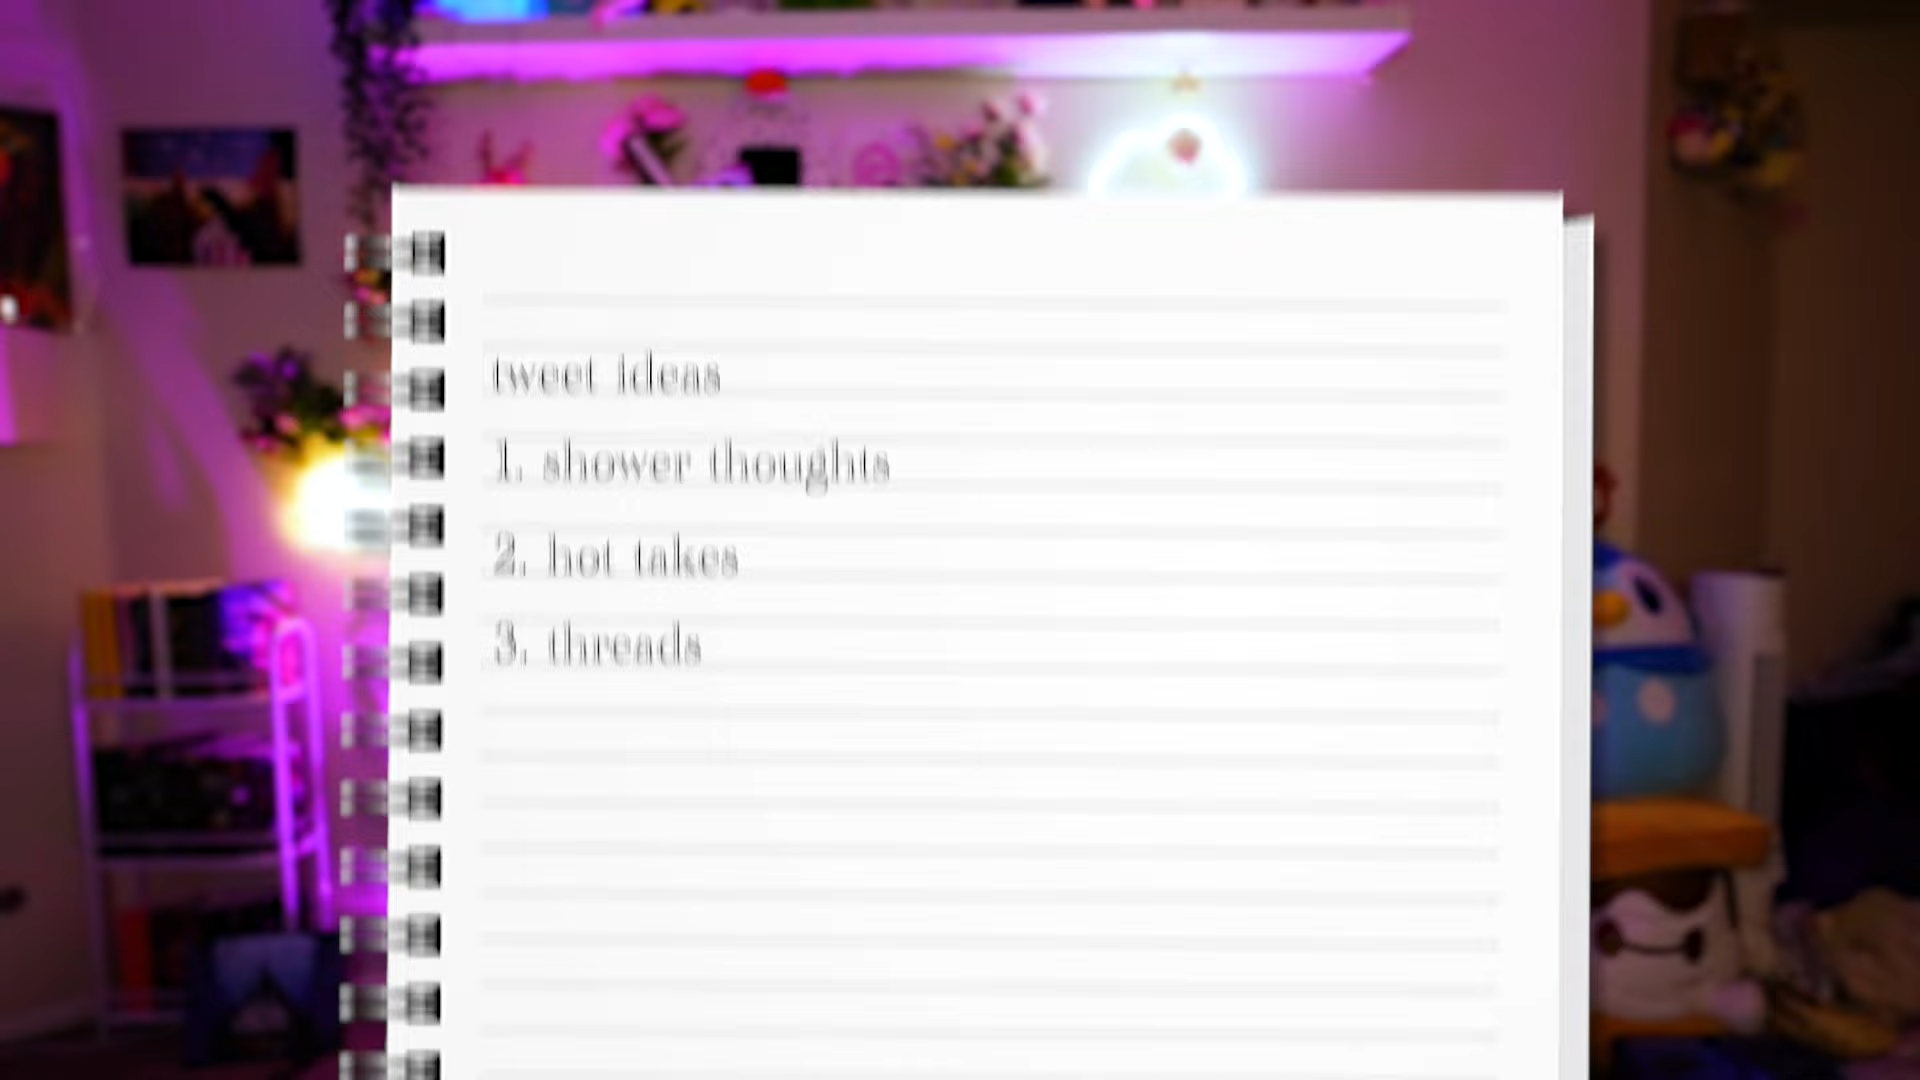 tweet ideas
1. shower thoughts
2. hot takes
3. threads